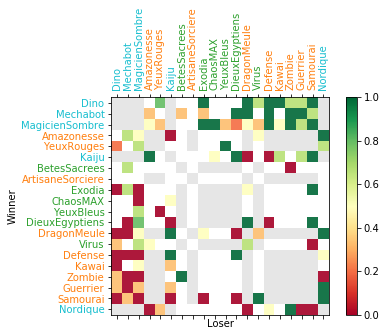 Dino
Mechabot
MagicienSombre
Amazonesse
YeuxRouges
Kaiju
BetesSacrees
ArtisaneSorciere
Exodia
ChaosMAX
YeuxBleus
DieuxEgyptiens
DragonMeule
Virus
Defense
Kawai
Zombie
Guerrier
Samourai
Nordique
Winner
Dino
Mechabot
MagicienSombre
Amazonesse
YeuxRouges
Kaiju
BetesSacrees
ArtisaneSorciere
Exodia
ChaosMAX
YeuxBleus
DieuxEgyptiens
DragonMeule
Virus
Defense
Kawai
Zombie
Guerrier
Samourai
Nordique
Loser
1.0
0.8
0.6
0.4
0.2
0.0